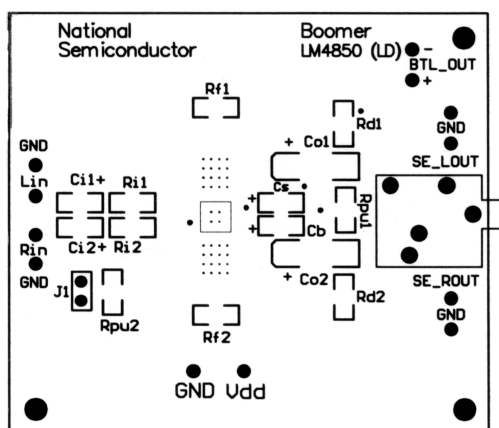 National
Semiconductor
Boomer
LM4850 (LD)
-
BTL_OUT
+
Rf1
Rd1
GND
+ Co1
SE_LOUT
GND
Lin
Ci1+
Ri1
+
Cs
Rpu1
Rin
Ci2+
Ri2
+
Cb
GND
J1
Rpu2
+
Co2
Rd2
SE_ROUT
GND
Rf2
GND
Vdd